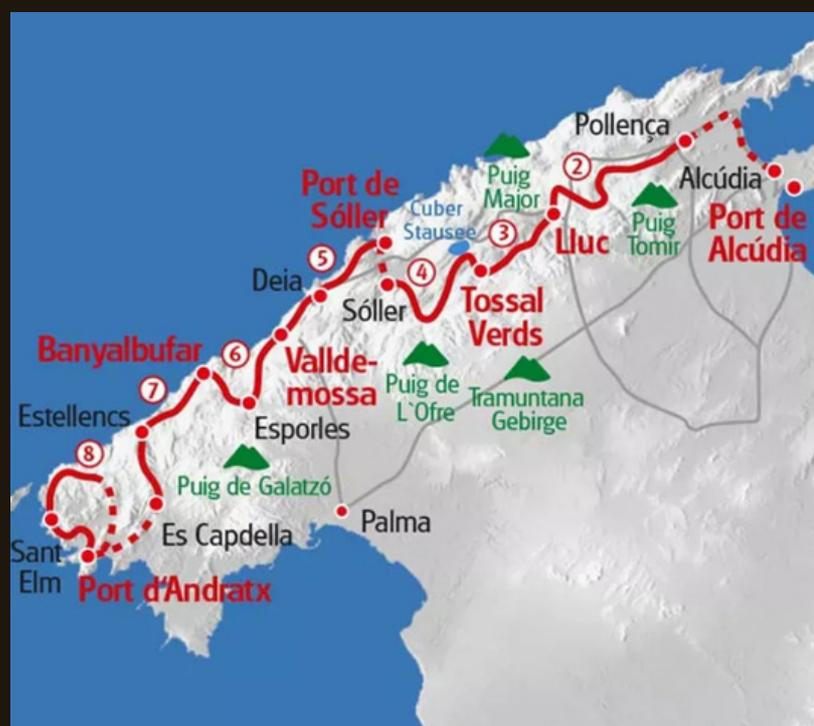 Pollença
2
Puig
Major
Alcúdia
Port de
Alcúdia
Puig
Tomir
Port de
Sóller
Cuber
Stausee
3
Lluc
5
4
Deia
Sóller
Tossal
Verds
Banyalbufar
6
Vallde-
mossa
Puig de
L`Ofre
Tramuntana
Gebirge
7
Estellencs
Esporles
8
Puig de Galatzó
Palma
Es Capdella
Sant
Elm
Port d'Andratx